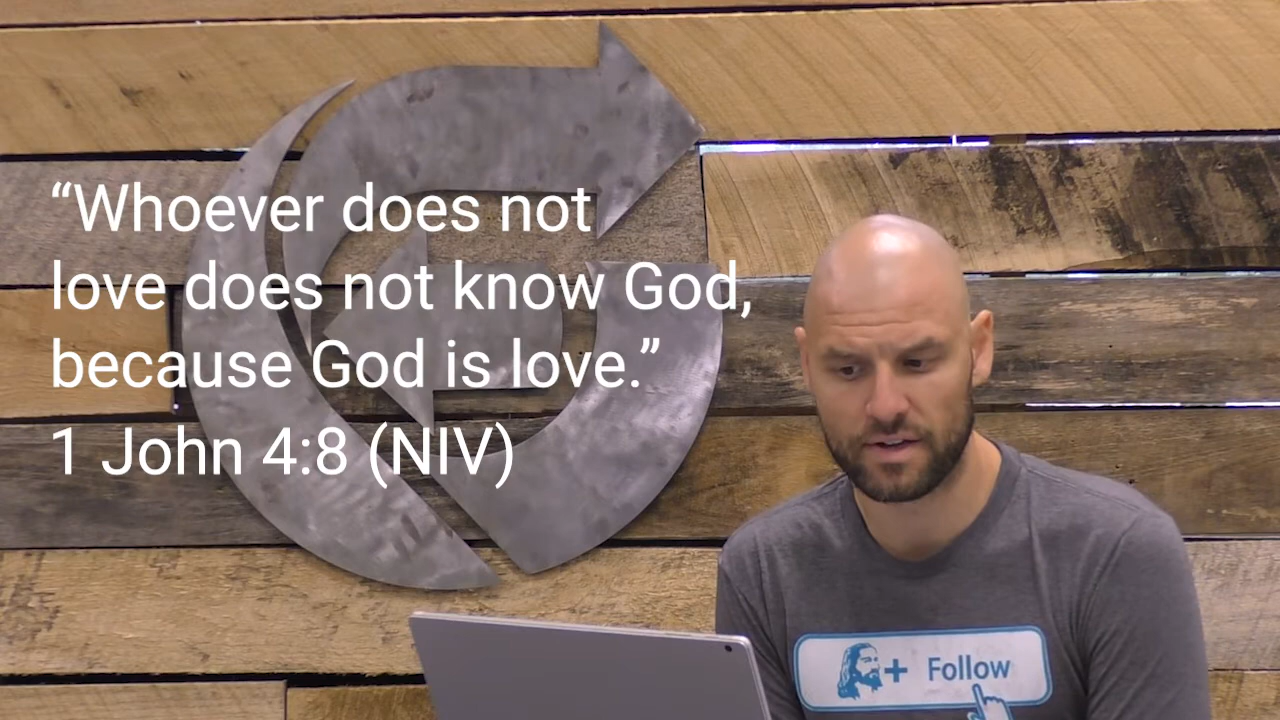 “Whoever does not
love does not know God,
because God is love.”
1 John 4:8 (NIV)
+ Follow